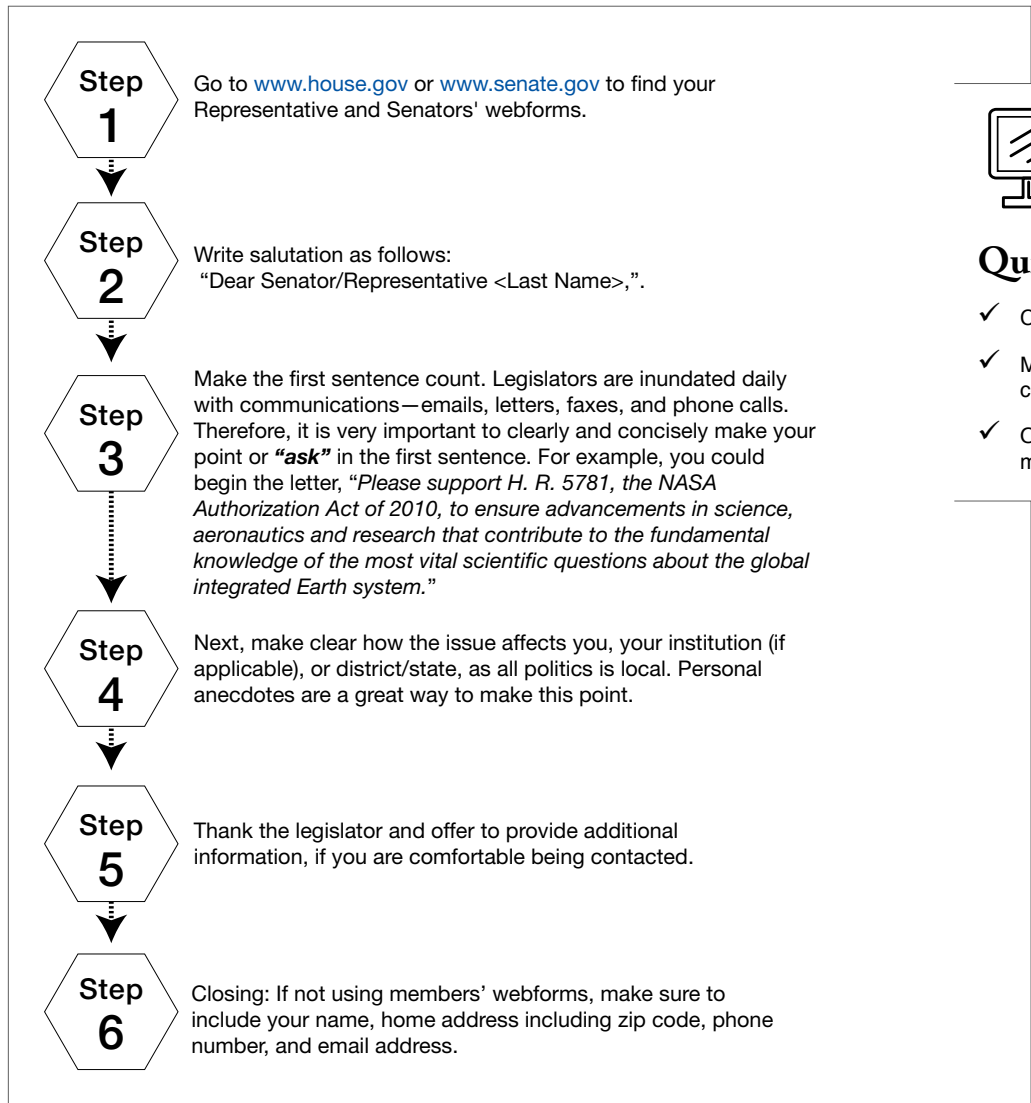 Step
1
Go to www.house.gov or www.senate.gov to find your
Representative and Senators' webforms.
Step
2
Write salutation as follows:
“Dear Senator/Representative <Last Name>,”.
Step
3
Make the first sentence count. Legislators are inundated daily
with communications—emails, letters, faxes, and phone calls.
Therefore, it is very important to clearly and concisely make your
point or “ask” in the first sentence. For example, you could
begin the letter, “Please support H. R. 5781, the NASA
Authorization Act of 2010, to ensure advancements in science,
aeronautics and research that contribute to the fundamental
knowledge of the most vital scientific questions about the global
integrated Earth system.”
Step
4
Next, make clear how the issue affects you, your institution (if
applicable), or district/state, as all politics is local. Personal
anecdotes are a great way to make this point.
Step
5
Thank the legislator and offer to provide additional
information, if you are comfortable being contacted.
Step
6
Closing: If not using members’ webforms, make sure to
include your name, home address including zip code, phone
number, and email address.